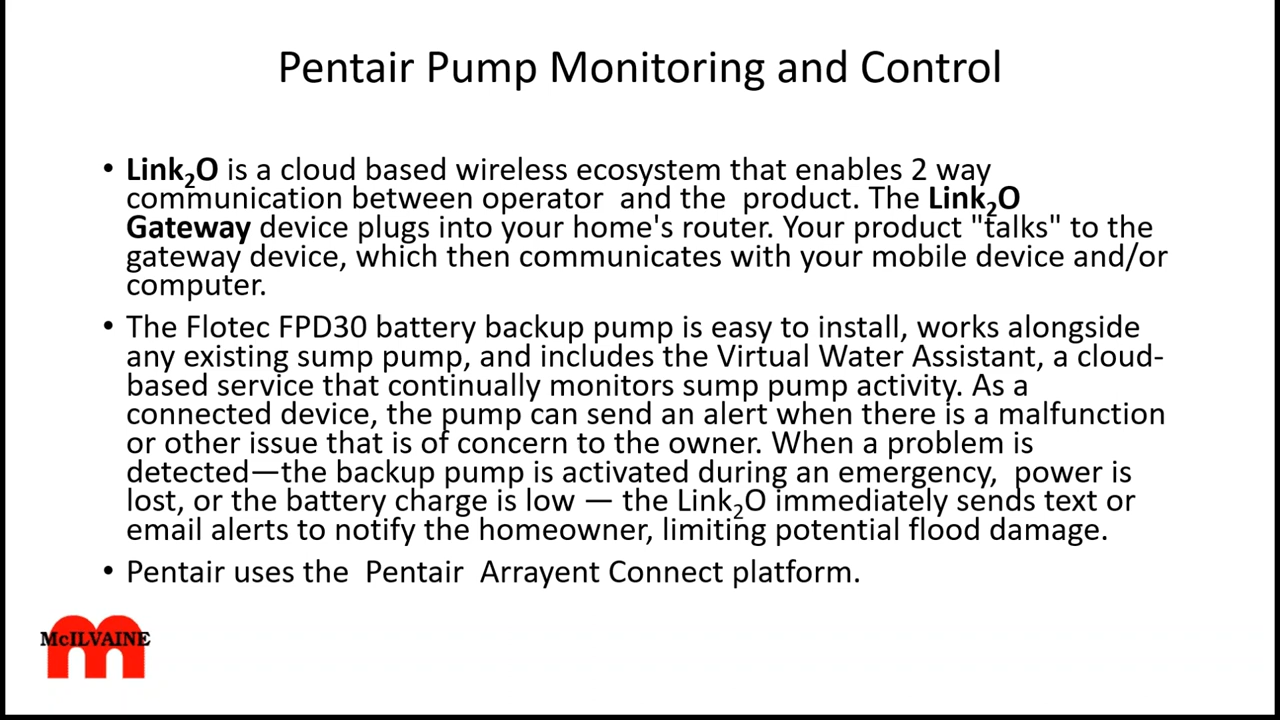 Pentair Pump Monitoring and Control
• Link₂O is a cloud based wireless ecosystem that enables 2 way
communication between operator  and the  product. The Link₂O
Gateway device plugs into your home's router. Your product "talks" to the
gateway device, which then communicates with your mobile device and/or
computer.
• The Flotec FPD30 battery backup pump is easy to install, works alongside
any existing sump pump, and includes the Virtual Water Assistant, a cloud-
based service that continually monitors sump pump activity. As a
connected device, the pump can send an alert when there is a malfunction
or other issue that is of concern to the owner. When a problem is
detected—the backup pump is activated during an emergency,  power is
lost, or the battery charge is low — the Link₂O immediately sends text or
email alerts to notify the homeowner, limiting potential flood damage.
• Pentair uses the  Pentair  Arrayent Connect platform.
McILVAINE